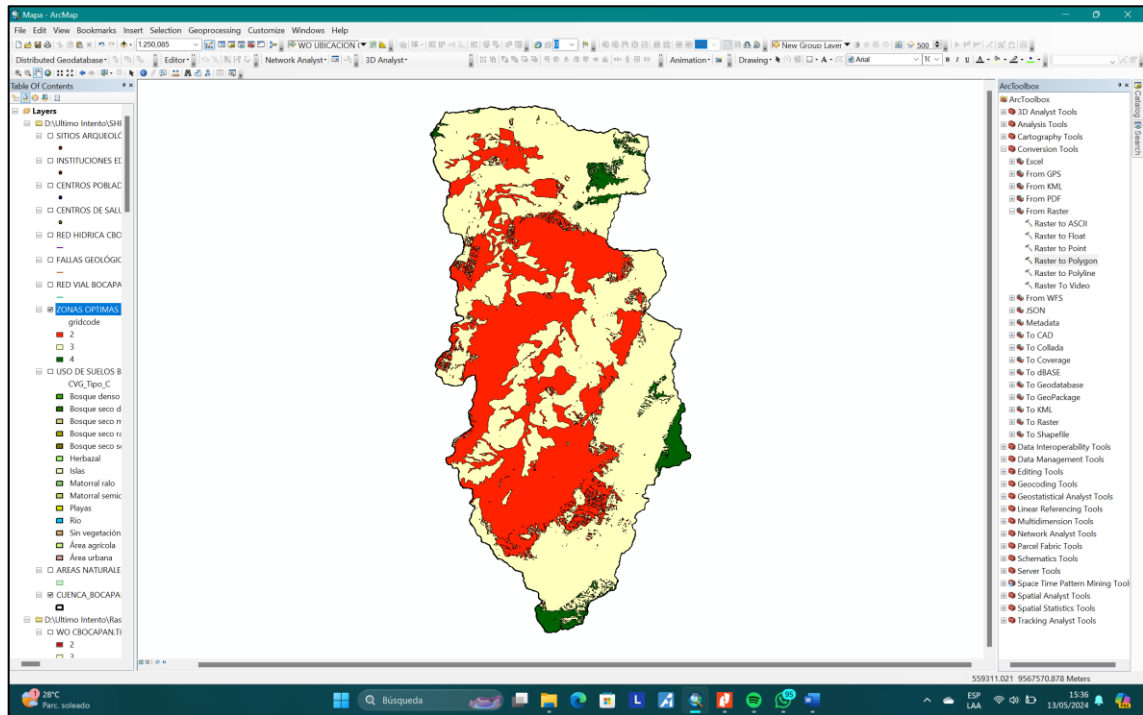 Mapa - ArcMap
File Edit View Bookmarks Insert Selection Geoprocessing Customize Windows Help
1:250,085
WO UBICACION (
New Group Layer
500
Distributed Geodatabase
Editor
Network Analyst
3D Analyst
Animation
Drawing
Arial
10
B I U A
Table Of Contents
Layers
D:\Ultimo Intento\SHI
SITIOS ARQUEOLÓ
INSTITUCIONES ED
CENTROS POBLAD
CENTROS DE SALU
RED HIDRICA CBO
FALLAS GEOLÓGIC
RED VIAL BOCAPA
ZONAS OPTIMAS
gridcode
2
3
4
USO DE SUELOS B
CVG_Tipo_C
Bosque denso
Bosque seco d
Bosque seco m
Bosque seco ra
Bosque seco se
Herbazal
Islas
Matorral ralo
Matorral semic
Playas
Rio
Sin vegetación
Área agrícola
Área urbana
AREAS NATURALE
CUENCA_BOCAPA
D:\Ultimo Intento\Ras
WO CBOCAPAN.TI
2
3
ArcToolbox
ArcToolbox
3D Analyst Tools
Analysis Tools
Cartography Tools
Conversion Tools
Excel
From GPS
From KML
From PDF
From Raster
Raster to ASCII
Raster to Float
Raster to Point
Raster to Polygon
Raster to Polyline
Raster To Video
From WFS
JSON
Metadata
To CAD
To Collada
To Coverage
To dBASE
To Geodatabase
To GeoPackage
To KML
To Raster
To Shapefile
Data Interoperability Tools
Data Management Tools
Editing Tools
Geocoding Tools
Geostatistical Analyst Tools
Linear Referencing Tools
Multidimension Tools
Network Analyst Tools
Parcel Fabric Tools
Schematics Tools
Server Tools
Space Time Pattern Mining Tool
Spatial Analyst Tools
Spatial Statistics Tools
Tracking Analyst Tools
Catalog
Search
559311.021 9567570.878 Meters
1
28°C
Parc. soleado
Búsqueda
L
95
ESP
LAA
15:36
13/05/2024